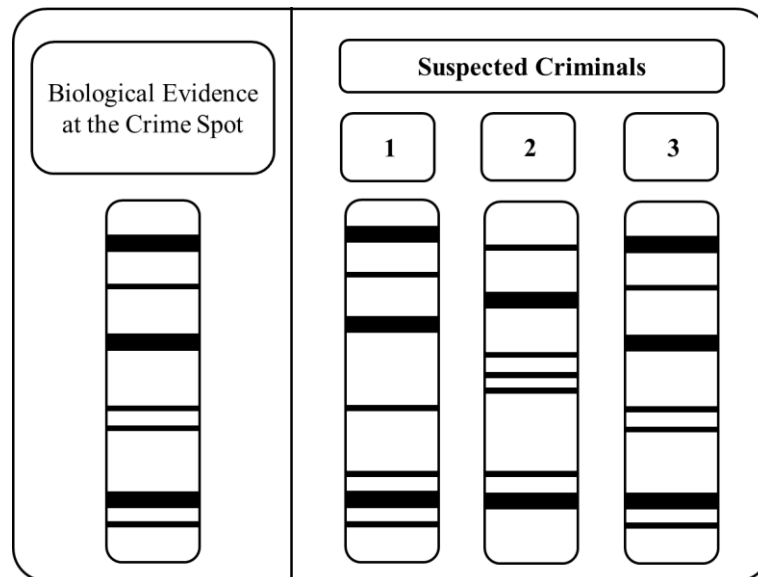 Biological Evidence
at the Crime Spot
Suspected Criminals
1
2
3